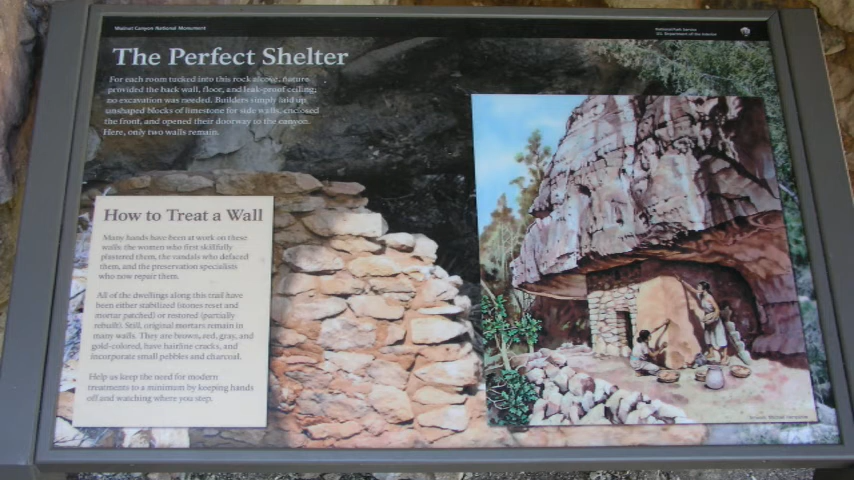 Walnut Canyon National Monument
National Park Service
U.S. Department of the Interior
The Perfect Shelter
For each room tucked into this rock alcove, nature
provided the back wall, floor, and leak-proof ceiling;
no excavation was needed. Builders simply laid up
unshaped blocks of limestone for side walls, enclosed
the front, and opened their doorway to the canyon.
Here, only two walls remain.
How to Treat a Wall
Many hands have been at work on these
walls: the women who first skillfully
plastered them, the vandals who defaced
them, and the preservation specialists
who now repair them.
All of the dwellings along this trail have
been either stabilized (stones reset and
mortar patched) or restored (partially
rebuilt). Still, original mortars remain in
many walls. They are brown, red, gray, and
gold-colored, have hairline cracks, and
incorporate small pebbles and charcoal.
Help us keep the need for modern
treatments to a minimum by keeping hands
off and watching where you step.